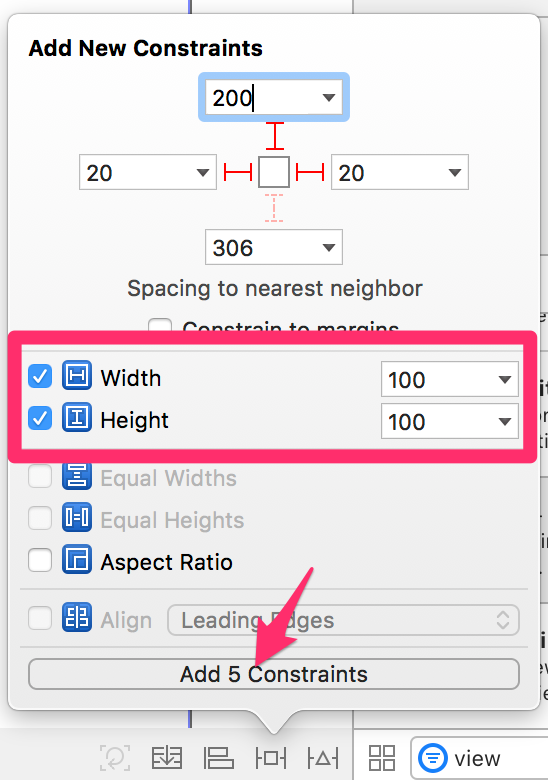 Add New Constraints
200
20
20
306
Spacing to nearest neighbor
Constrain to margins
Width
100
Height
100
Equal Widths
Equal Heights
Aspect Ratio
Align
Leading Edges
Add 5 Constraints
view